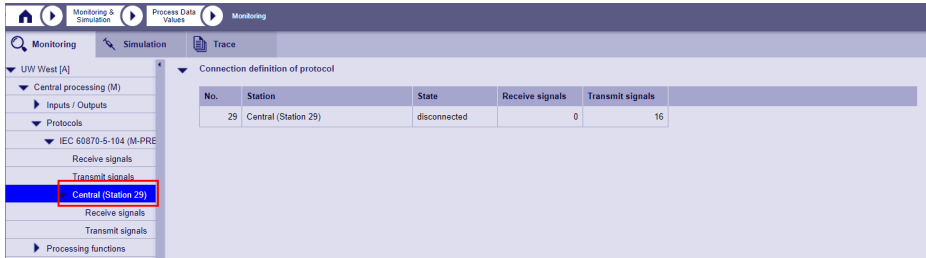 Monitoring &
Simulation
Process Data
Values
Monitoring
Monitoring
Simulation
Trace
UW West [A]
Central processing (M)
Inputs / Outputs
Protocols
IEC 60870-5-104 (M-PRE
Receive signals
Transmit signals
Central (Station 29)
Receive signals
Transmit signals
Processing functions
Connection definition of protocol
No. Station State Receive signals Transmit signals
29 Central (Station 29) disconnected 0 16